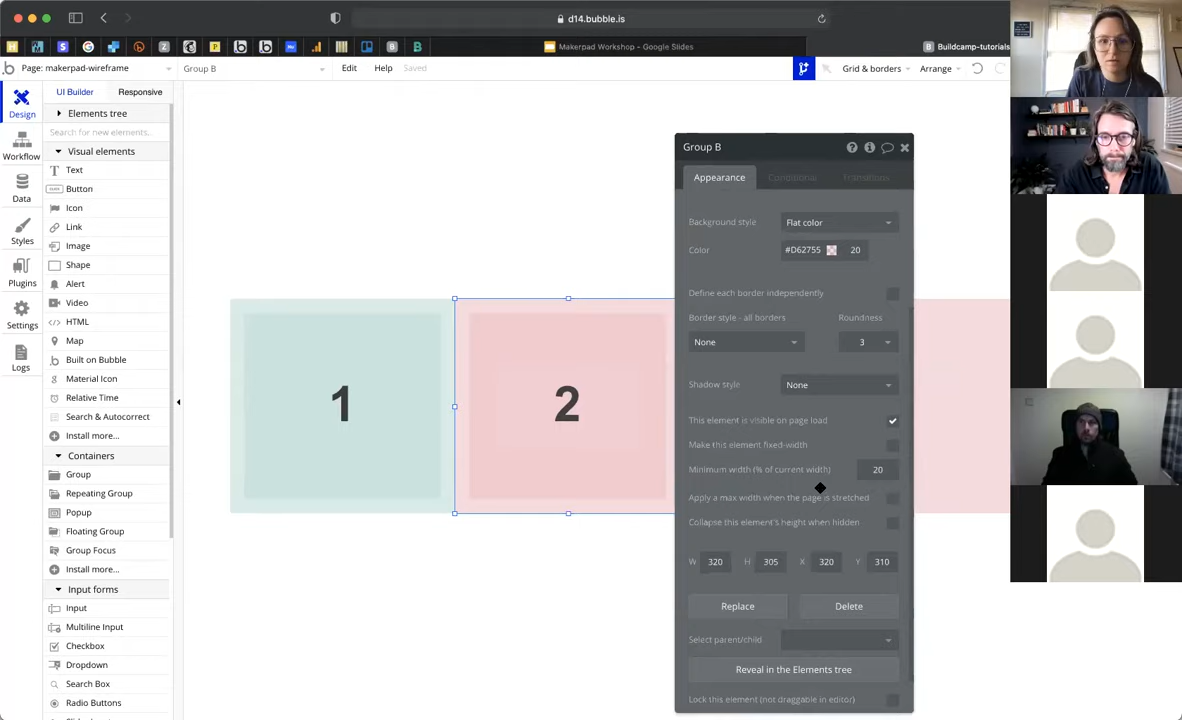 d14.bubble.is
Makerpad Workshop – Google Slides
Buildcamp-tutorials
Page: makerpad-wireframe
Group B
Edit
Help
Saved
Grid & borders
Arrange
Design
Workflow
Data
Styles
Plugins
Settings
Logs
UI Builder
Responsive
Elements tree
Search for new elements...
Visual elements
Text
Button
Icon
Link
Image
Shape
Alert
Video
HTML
Map
Built on Bubble
Material Icon
Relative Time
Search & Autocorrect
Install more...
Containers
Group
Repeating Group
Popup
Floating Group
Group Focus
Install more...
Input forms
Input
Multiline Input
Checkbox
Dropdown
Search Box
Radio Buttons
1
2
Group B
Appearance
Conditional
Transitions
Background style
Flat color
Color
#D62755
20
Define each border independently
Border style - all borders
Roundness
None
3
Shadow style
None
This element is visible on page load
Make this element fixed-width
Minimum width (% of current width)
20
Apply a max width when the page is stretched
Collapse this element's height when hidden
W 320 H 305 X 320 Y 310
Replace
Delete
Select parent/child
Reveal in the Elements tree
Lock this element (not draggable in editor)